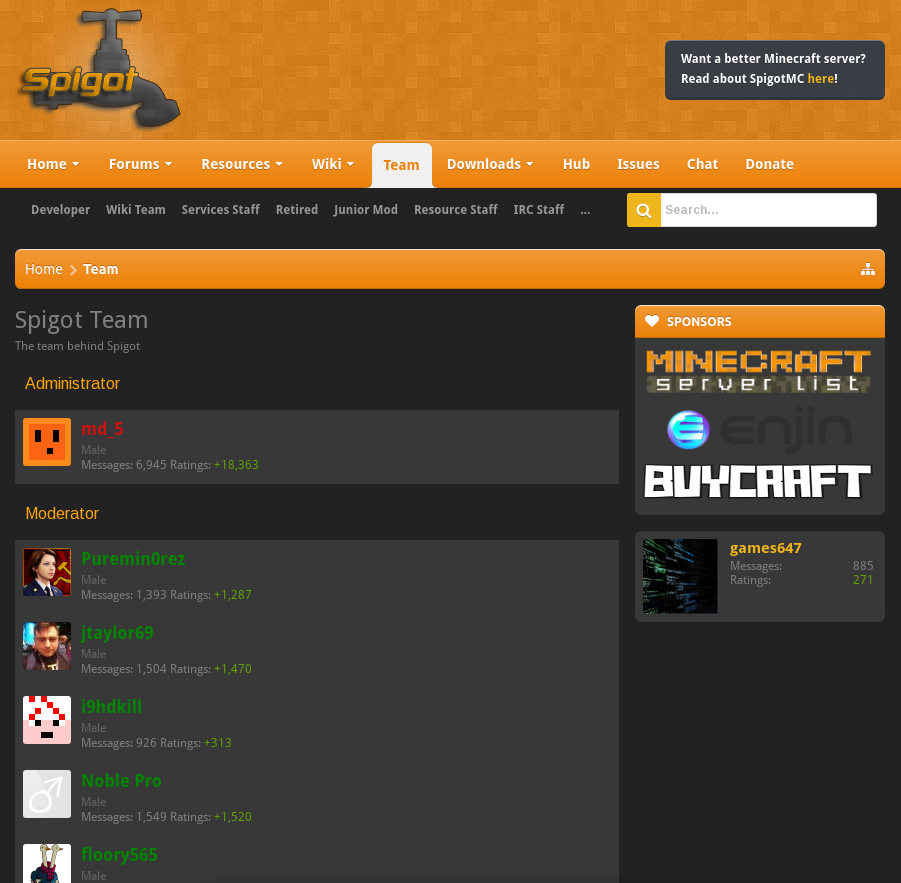 Spigot
Want a better Minecraft server?
Read about SpigotMC here!
Home
Forums
Resources
Wiki
Team
Downloads
Hub
Issues
Chat
Donate
Developer
Wiki Team
Services Staff
Retired
Junior Mod
Resource Staff
IRC Staff
...
Search...
Home
Team
Spigot Team
The team behind Spigot
Administrator
md_5
Male
Messages: 6,945 Ratings: +18,363
Moderator
Puremin0rez
Male
Messages: 1,393 Ratings: +1,287
jtaylor69
Male
Messages: 1,504 Ratings: +1,470
i9hdkill
Male
Messages: 926 Ratings: +313
Noble Pro
Male
Messages: 1,549 Ratings: +1,520
floory565
Male
SPONSORS
MINECRAFT
server list
enjin
BUYCRAFT
games647
Messages: 885
Ratings: 271